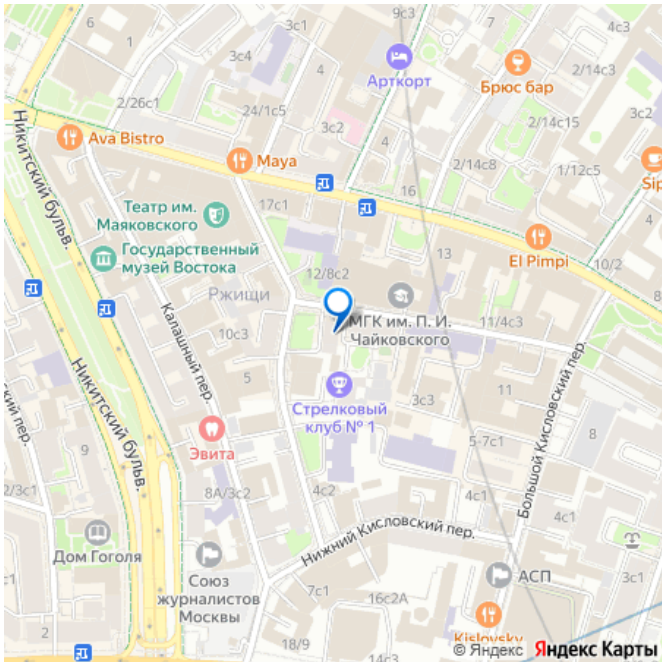 9с3
6
3с1
4
2/14с3
3с4
Арткорт
Брюс бар
2/26с1
24/1с5
4
2/14с15
3с2
3с2
Ava Bistro
Maya
2/14с8
1/12с5
Sip
16
Никитский бульв.
Театр им.
Маяковского
17с1
13
El Pimpi
10/2
Государственный
музей Востока
12/8с2
Ржищи
МГК им. П. И.
Чайковского
11/4с3
10с3
Калашный пер.
5
Стрелковый
клуб № 1
3с3
11
Большой Кисловский пер.
8
Никитский бульв.
ский пер.
9
Эвита
5-7с1
2/3с1
8А/3с2
4с2
4с1
4с1
Дом Гоголя
Нижний Кисловский пер.
Союз
журналистов
Москвы
7с1
АСП
3с1
16с2А
2
18/9
Kislovsky
4с
© Яндекс Яндекс Карты